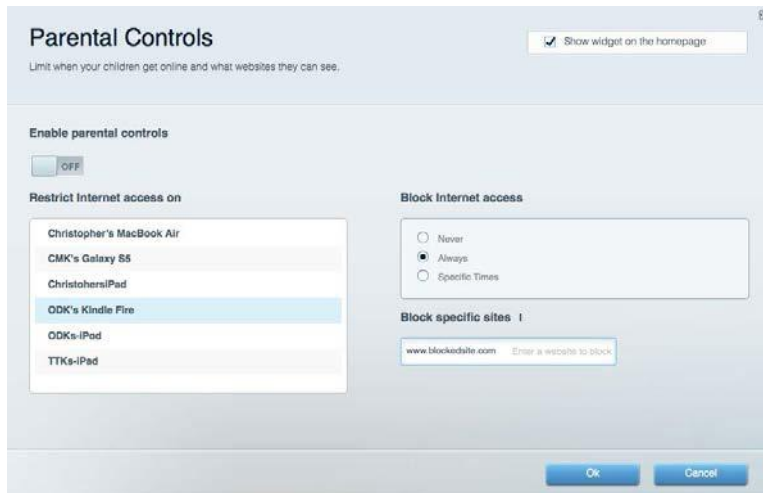 Parental Controls
Show widget on the homepage
Limit when your children get online and what websites they can see.
Enable parental controls
OFF
Restrict Internet access on
Block Internet access
Christopher's MacBook Air
CMK's Galaxy S5
ChristohersiPad
ODK's Kindle Fire
ODKs-iPod
TTKs-iPad
Never
Always
Specific Times
Block specific sites |
www.blockedsite.com Enter a website to block
Ok
Cancel